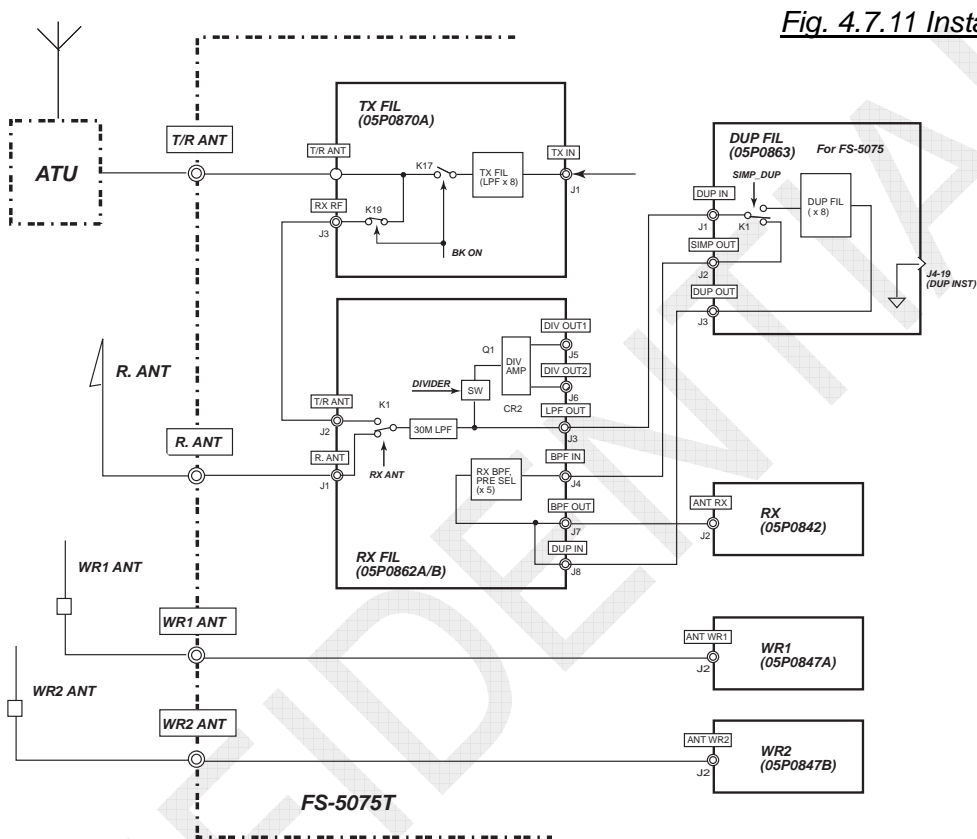 Fig. 4.7.11 Insta
ATU
T/R ANT
TX FIL
(05P0870A)
T/R ANT
K17
TX FIL
(LPF x 8)
TX IN
J1
RX RF
K19
J3
BK ON
DUP FIL
(05P0863)
For FS-5075
SIMP_DUP
DUP IN
J1
K1
DUP FIL
( x 8)
SIMP OUT
J2
DUP OUT
J3
J4-19
(DUP INST)
R. ANT
R. ANT
DIV OUT1
J5
Q1
DIV
AMP
DIV OUT2
J6
DIVIDER
SW
CR2
T/R ANT
J2
K1
30M LPF
LPF OUT
J3
R. ANT
J1
RX ANT
BPF IN
J4
RX BPF,
PRE SEL
(x 5)
BPF OUT
J7
DUP IN
J8
RX FIL
(05P0862A/B)
ANT RX
J2
RX
(05P0842)
WR1 ANT
WR1 ANT
ANT WR1
J2
WR1
(05P0847A)
WR2 ANT
WR2 ANT
ANT WR2
J2
WR2
(05P0847B)
FS-5075T
FIDENTIA